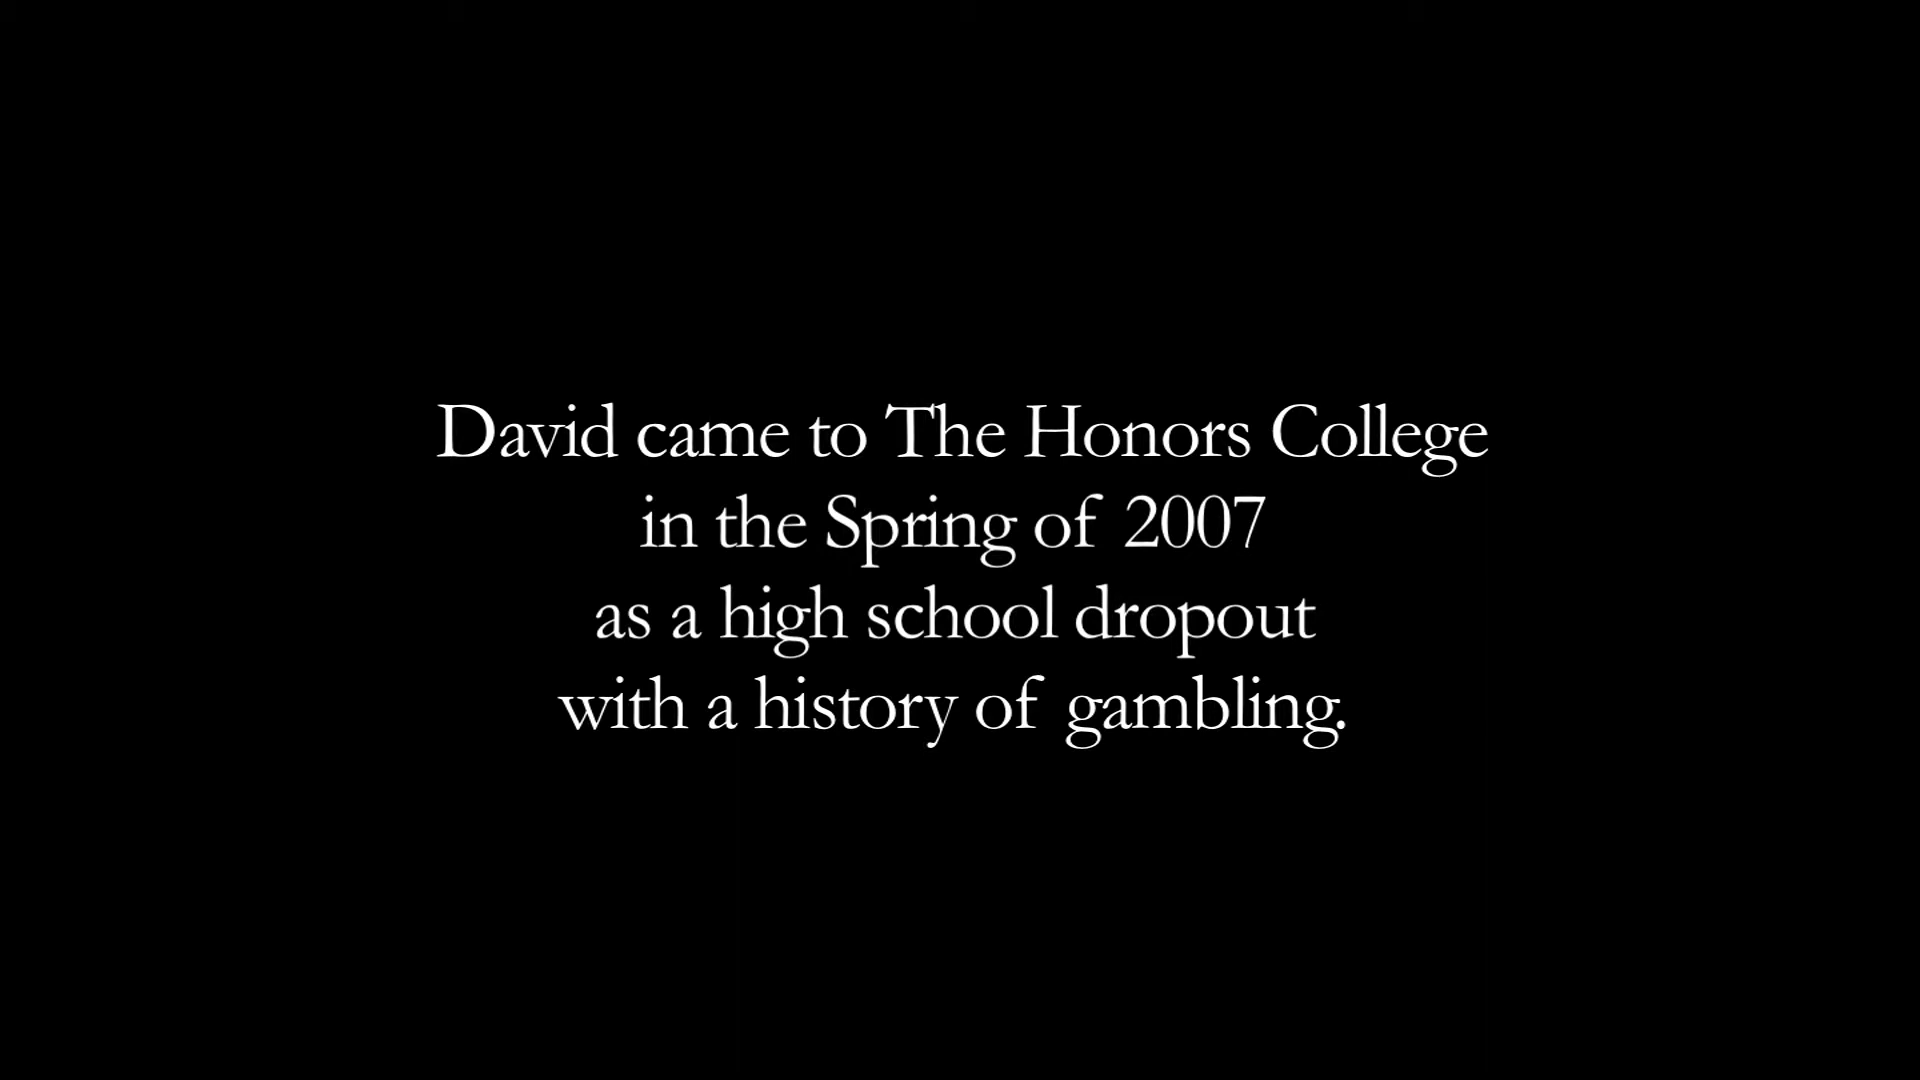 David came to The Honors College
in the Spring of 2007
as a high school dropout
with a history of gambling.